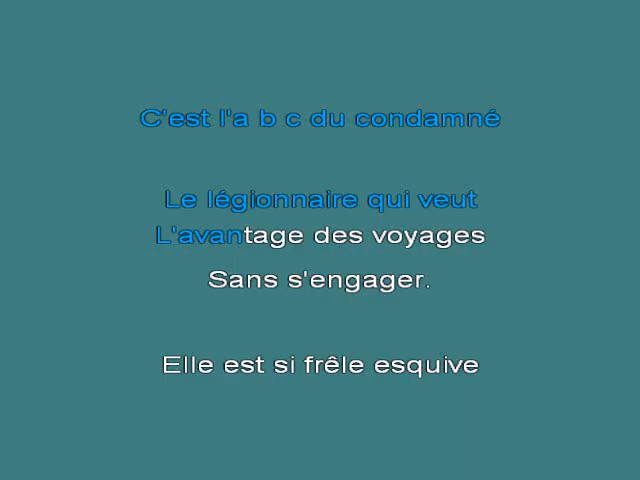 C'est l'a b c du condamné
Le légionnaire qui veut
L'avantage des voyages
Sans s'engager.
Elle est si frêle esquive